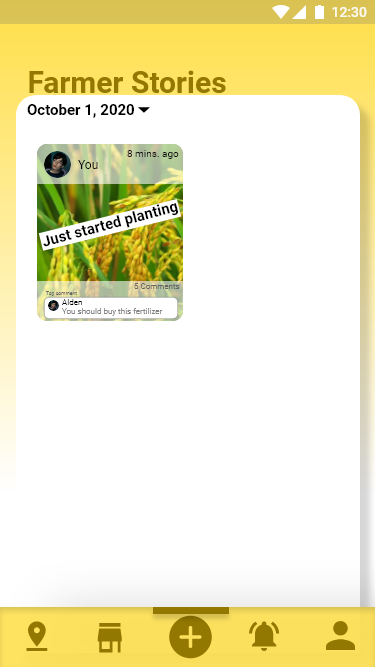 12:30
Farmer Stories
October 1, 2020
You
8 mins. ago
Just started planting
5 Comments
Top comment
Alden
You should buy this fertilizer